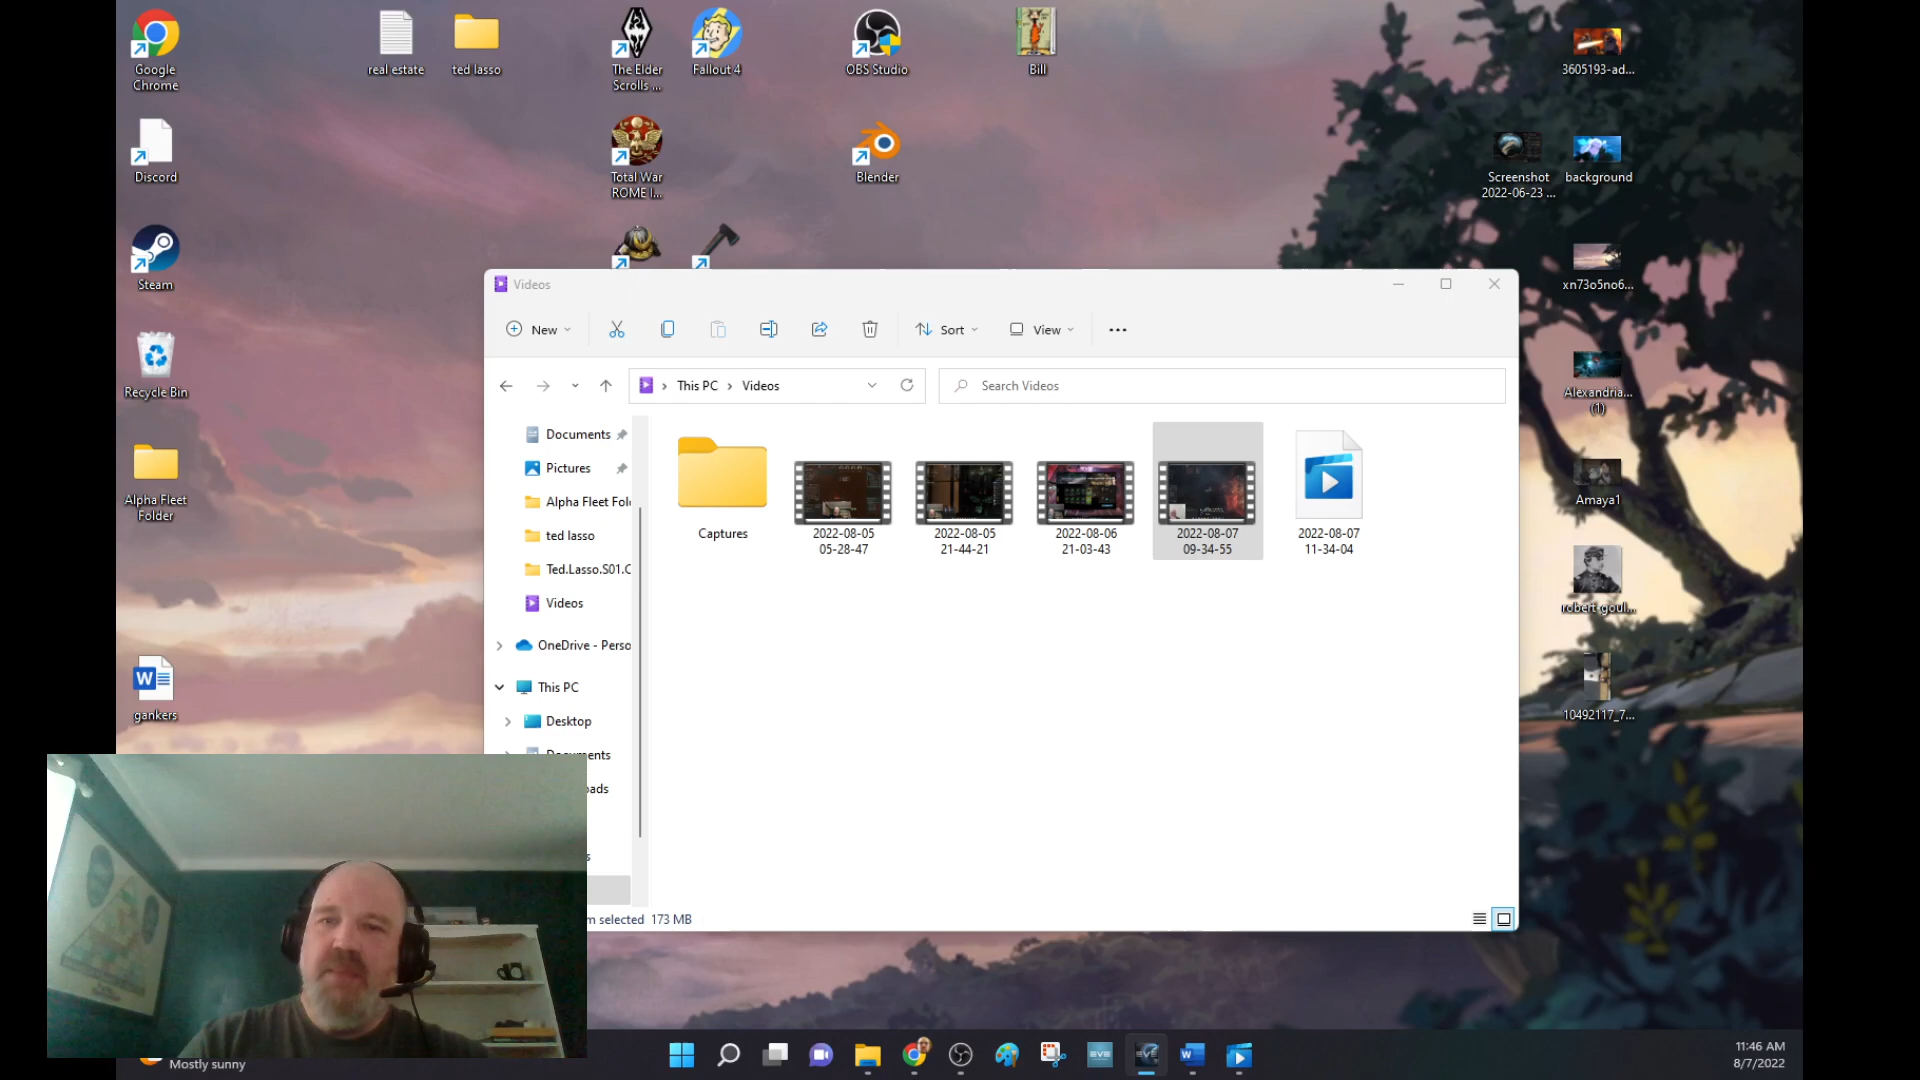 Google
Chrome
real estate
ted lasso
The Elder
Scrolls ...
Fallout 4
OBS Studio
Bill
3605193-ad...
Discord
Total War
ROME I...
Blender
Screenshot
2022-06-23 ...
background
Steam
xn73o5no6...
Recycle Bin
Alexandria...
(1)
Alpha Fleet
Folder
Amaya1
robert-goul...
gankers
10492117_7...
Videos
New
Sort
View
This PC
Videos
Search Videos
Documents
Pictures
Alpha Fleet Fol
ted lasso
Ted.Lasso.S01.C
Videos
OneDrive - Perso
This PC
Desktop
Documents
oads
s
Captures
2022-08-05
05-28-47
2022-08-05
21-44-21
2022-08-06
21-03-43
2022-08-07
09-34-55
2022-08-07
11-34-04
m selected 173 MB
Mostly sunny
EVE
EVE
11:46 AM
8/7/2022